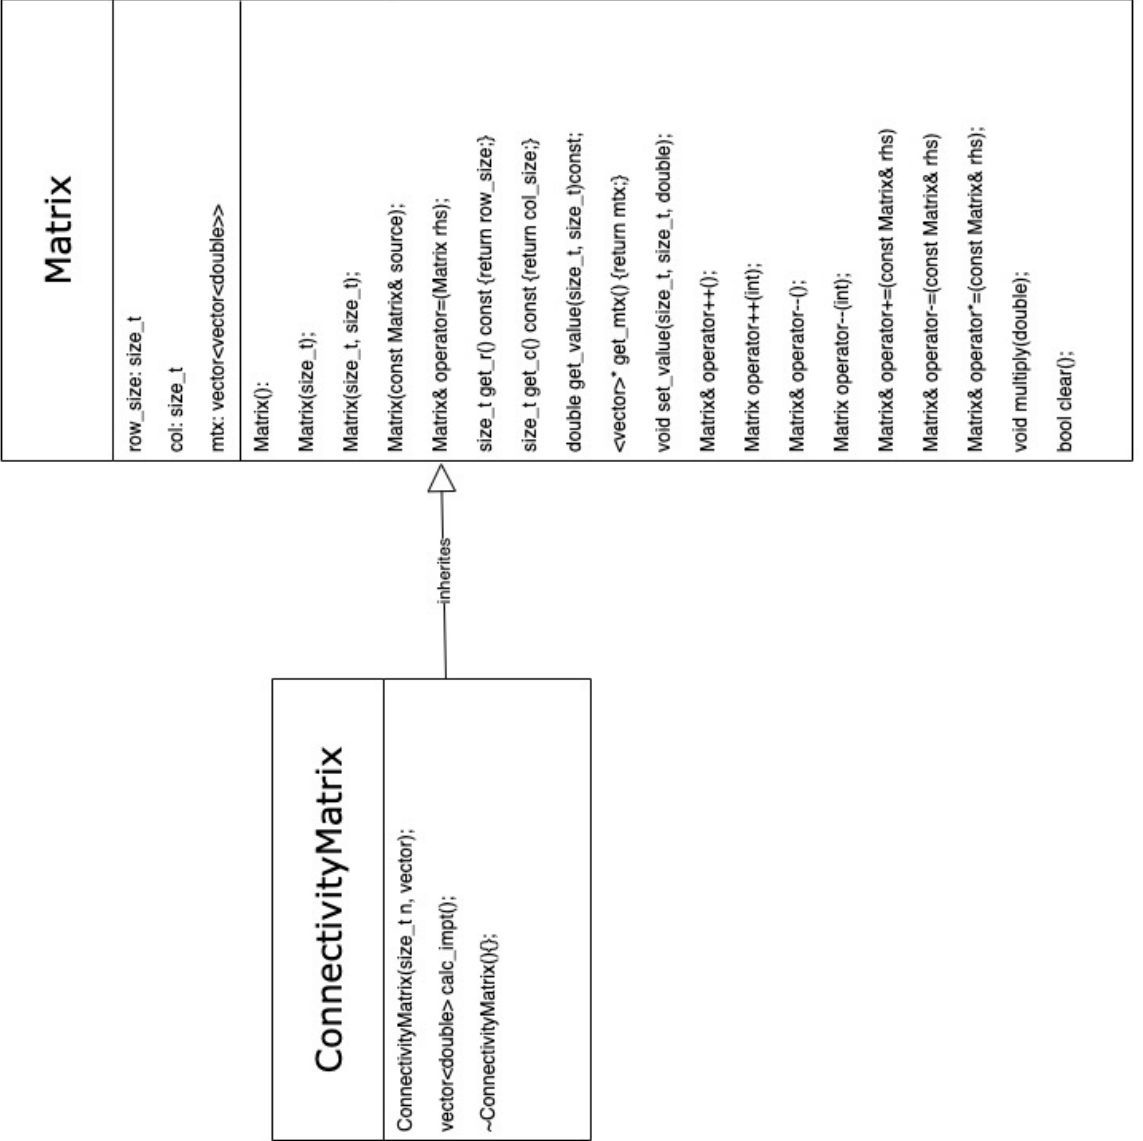 Matrix
row_size: size_t
col: size_t
mtx: vector<vector<double>>
Matrix():
Matrix(size_t);
Matrix(size_t, size_t);
Matrix(const Matrix& source);
Matrix& operator=(Matrix rhs);
size_t get_r() const {return row_size;}
size_t get_c() const {return col_size;}
double get_value(size_t, size_t)const;
<vector>* get_mtx() {return mtx;}
void set_value(size_t, size_t, double);
Matrix& operator++();
Matrix operator++(int);
Matrix& operator--();
Matrix operator--(int);
Matrix& operator+=(const Matrix& rhs)
Matrix& operator-=(const Matrix& rhs)
Matrix& operator*=(const Matrix& rhs);
void multiply(double);
bool clear();
inherites
ConnectivityMatrix
ConnectivityMatrix(size_t n, vector);
vector<double> calc_impt();
~ConnectivityMatrix(){};